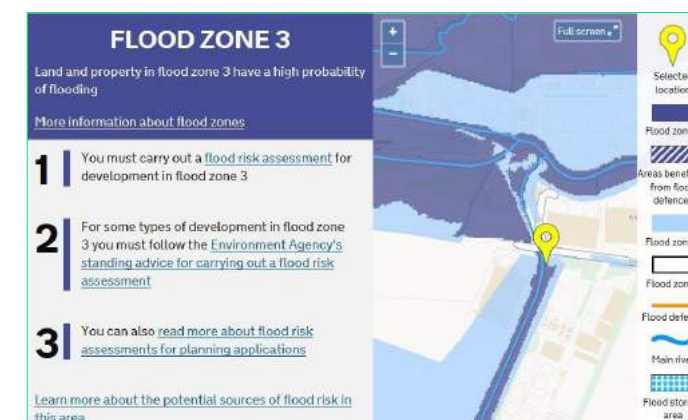 FLOOD ZONE 3
Land and property in flood zone 3 have a high probability
of flooding
More information about flood zones
1
You must carry out a flood risk assessment for
development in flood zone 3
2
For some types of development in flood zone
3 you must follow the Environment Agency's
standing advice for carrying out a flood risk
assessment
3
You can also read more about flood risk
assessments for planning applications
Learn more about the potential sources of flood risk in
this area
+
-
Full screen
Selected
location
Flood zon
Areas benef
from floo
defence
Flood zon
Flood zon
Flood defe
Main rive
Flood stor
area